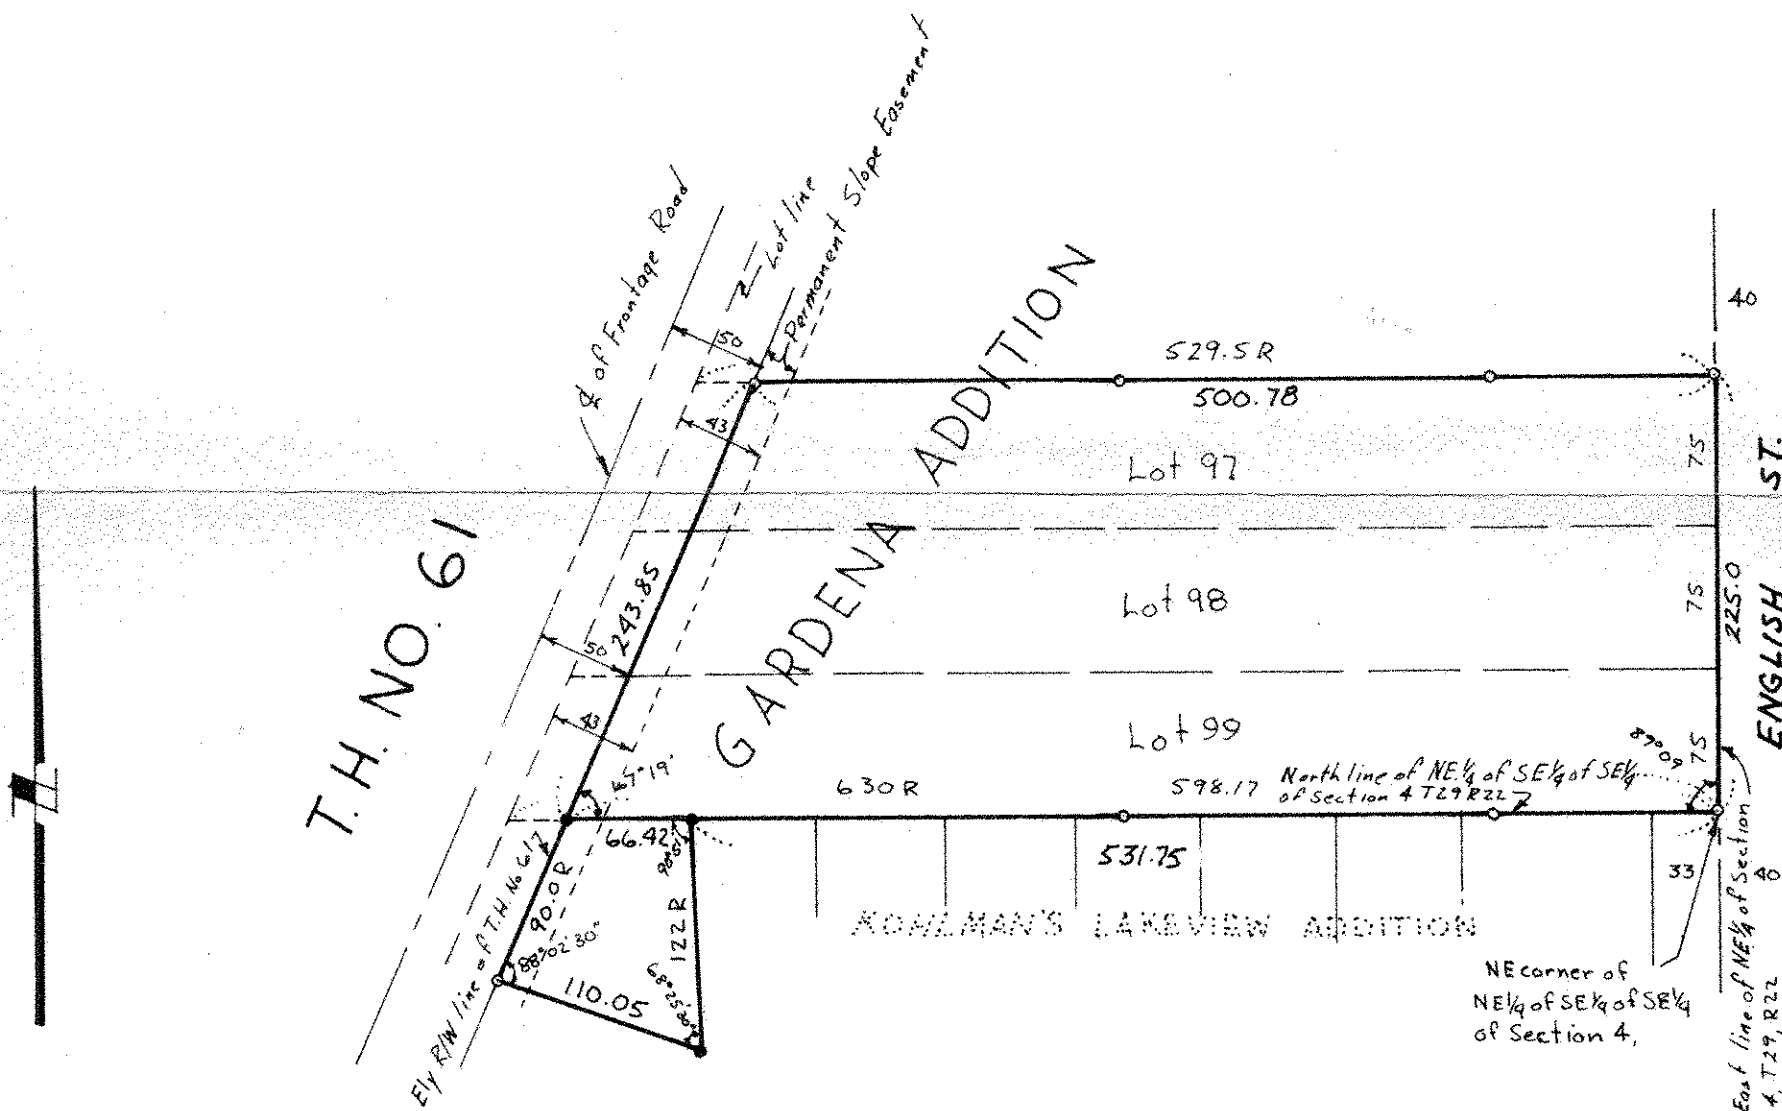 T.H. NO. 61
℄ of Frontage Road
Lot line
Permanent Slope Easement
50
43
GARDENA ADDITION
529.5 R
500.78
40
Lot 97
75
Lot 98
75
225.0
ENGLISH ST.
Lot 99
75
243.85
50
43
67°19'
630 R
598.17
North line of NE¼ of SE¼ of SE¼
of section 4 T29 R22
89°09'
66.42
531.75
33
40
KOHLMAN'S LAKEVIEW ADDITION
Ely R/W line of T.H. No 61
90.0 R
88°02'30"
110.05
122 R
68°25'
NE corner of
NE¼ of SE¼ of SE¼
of Section 4,
East line of NE¼ of Section
4, T29, R22